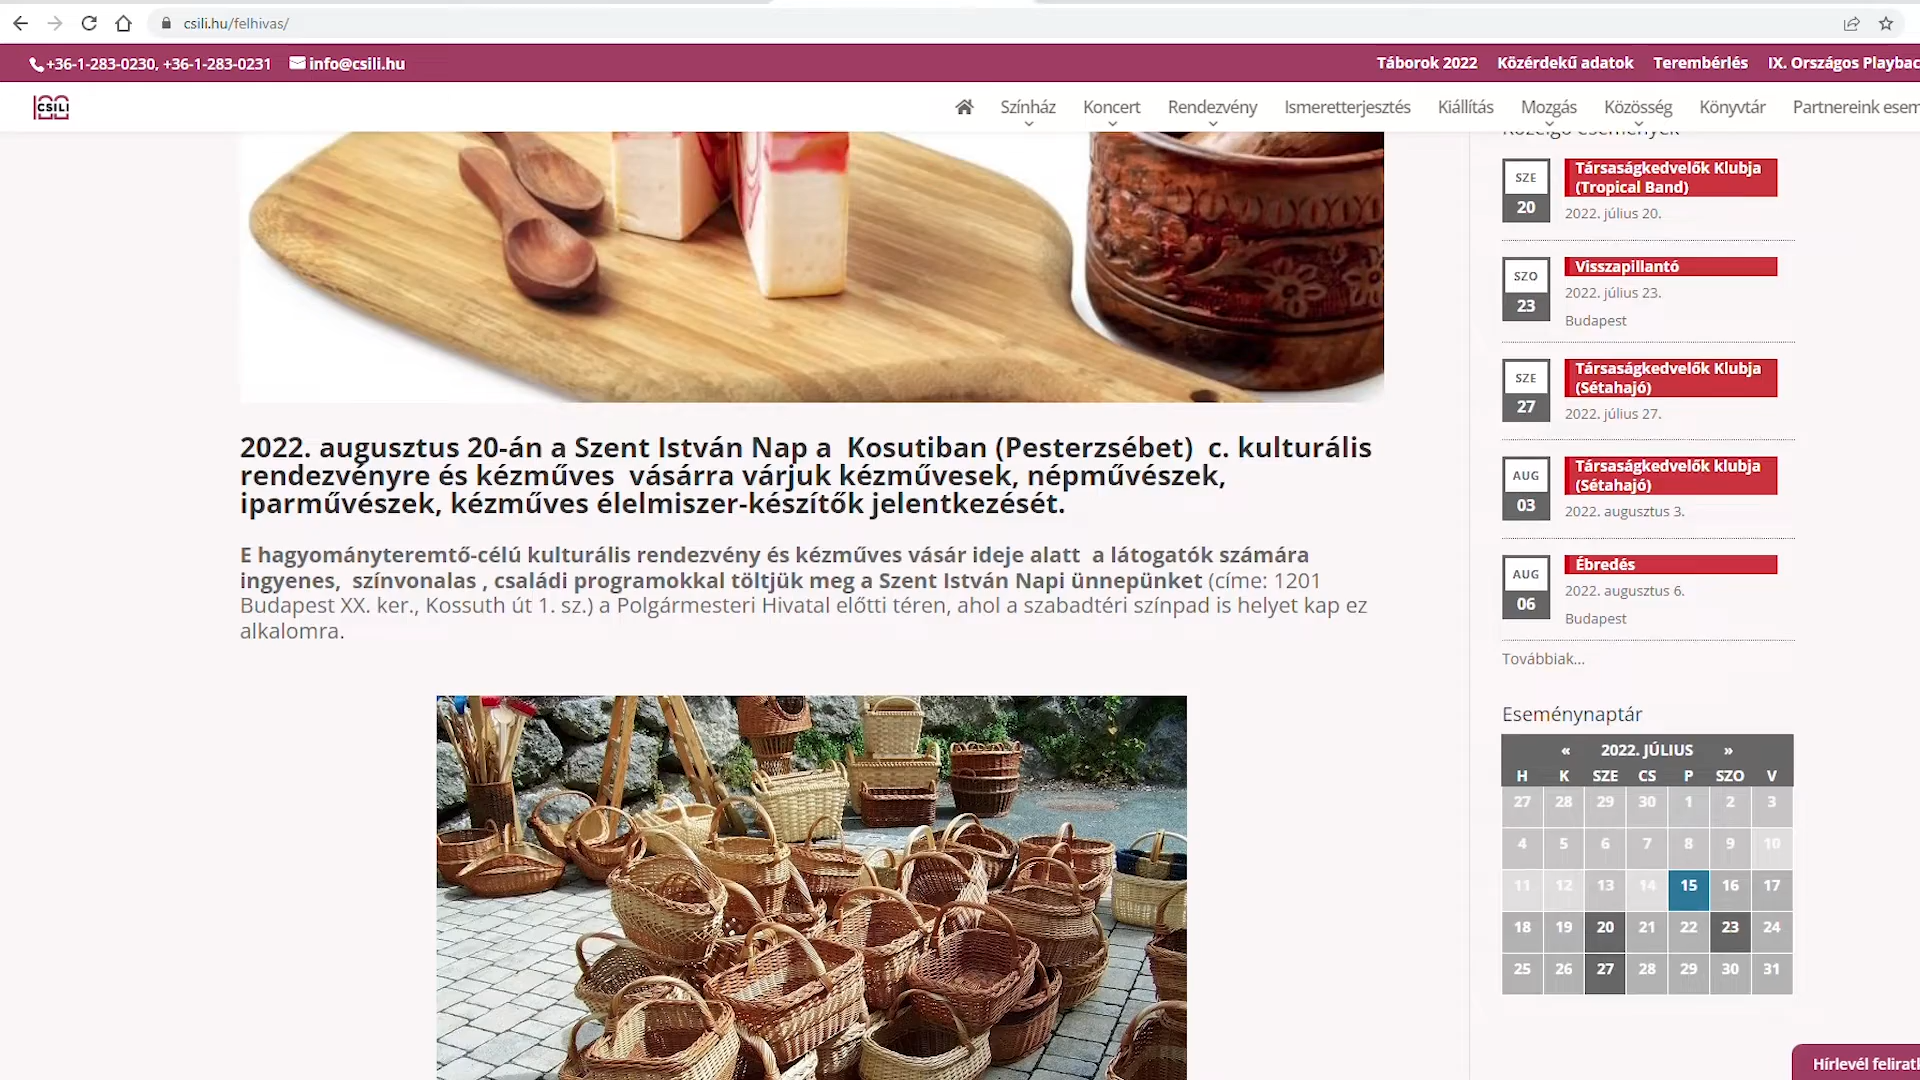 csili.hu/felhivas/
+36-1-283-0230, +36-1-283-0231 info@csili.hu
Táborok 2022 Közérdekű adatok Terembérlés IX. Országos Playbac
CSILI
Színház Koncert Rendezvény Ismeretterjesztés Kiállítás Mozgás Közösség Könyvtár Partnereink esem
2022. augusztus 20-án a Szent István Nap a Kosutiban (Pesterzsébet) c. kulturális
rendezvényre és kézműves vásárra várjuk kézművesek, népművészek,
iparművészek, kézműves élelmiszer-készítők jelentkezését.
E hagyományteremtő-célú kulturális rendezvény és kézműves vásár ideje alatt a látogatók számára
ingyenes, színvonalas , családi programokkal töltjük meg a Szent István Napi ünnepünket (címe: 1201
Budapest XX. ker., Kossuth út 1. sz.) a Polgármesteri Hivatal előtti téren, ahol a szabadtéri színpad is helyet kap ez
alkalomra.
Közelgő események
SZE
20
Társaságkedvelők Klubja
(Tropical Band)
2022. július 20.
SZO
23
Visszapillantó
2022. július 23.
Budapest
SZE
27
Társaságkedvelők Klubja
(Sétahajó)
2022. július 27.
AUG
03
Társaságkedvelők klubja
(Sétahajó)
2022. augusztus 3.
AUG
06
Ébredés
2022. augusztus 6.
Budapest
Továbbiak...
Eseménynaptár
« 2022. JÚLIUS »
H K SZE CS P SZO V
27 28 29 30 1 2 3
4 5 6 7 8 9 10
11 12 13 14 15 16 17
18 19 20 21 22 23 24
25 26 27 28 29 30 31
Hírlevél feliratl